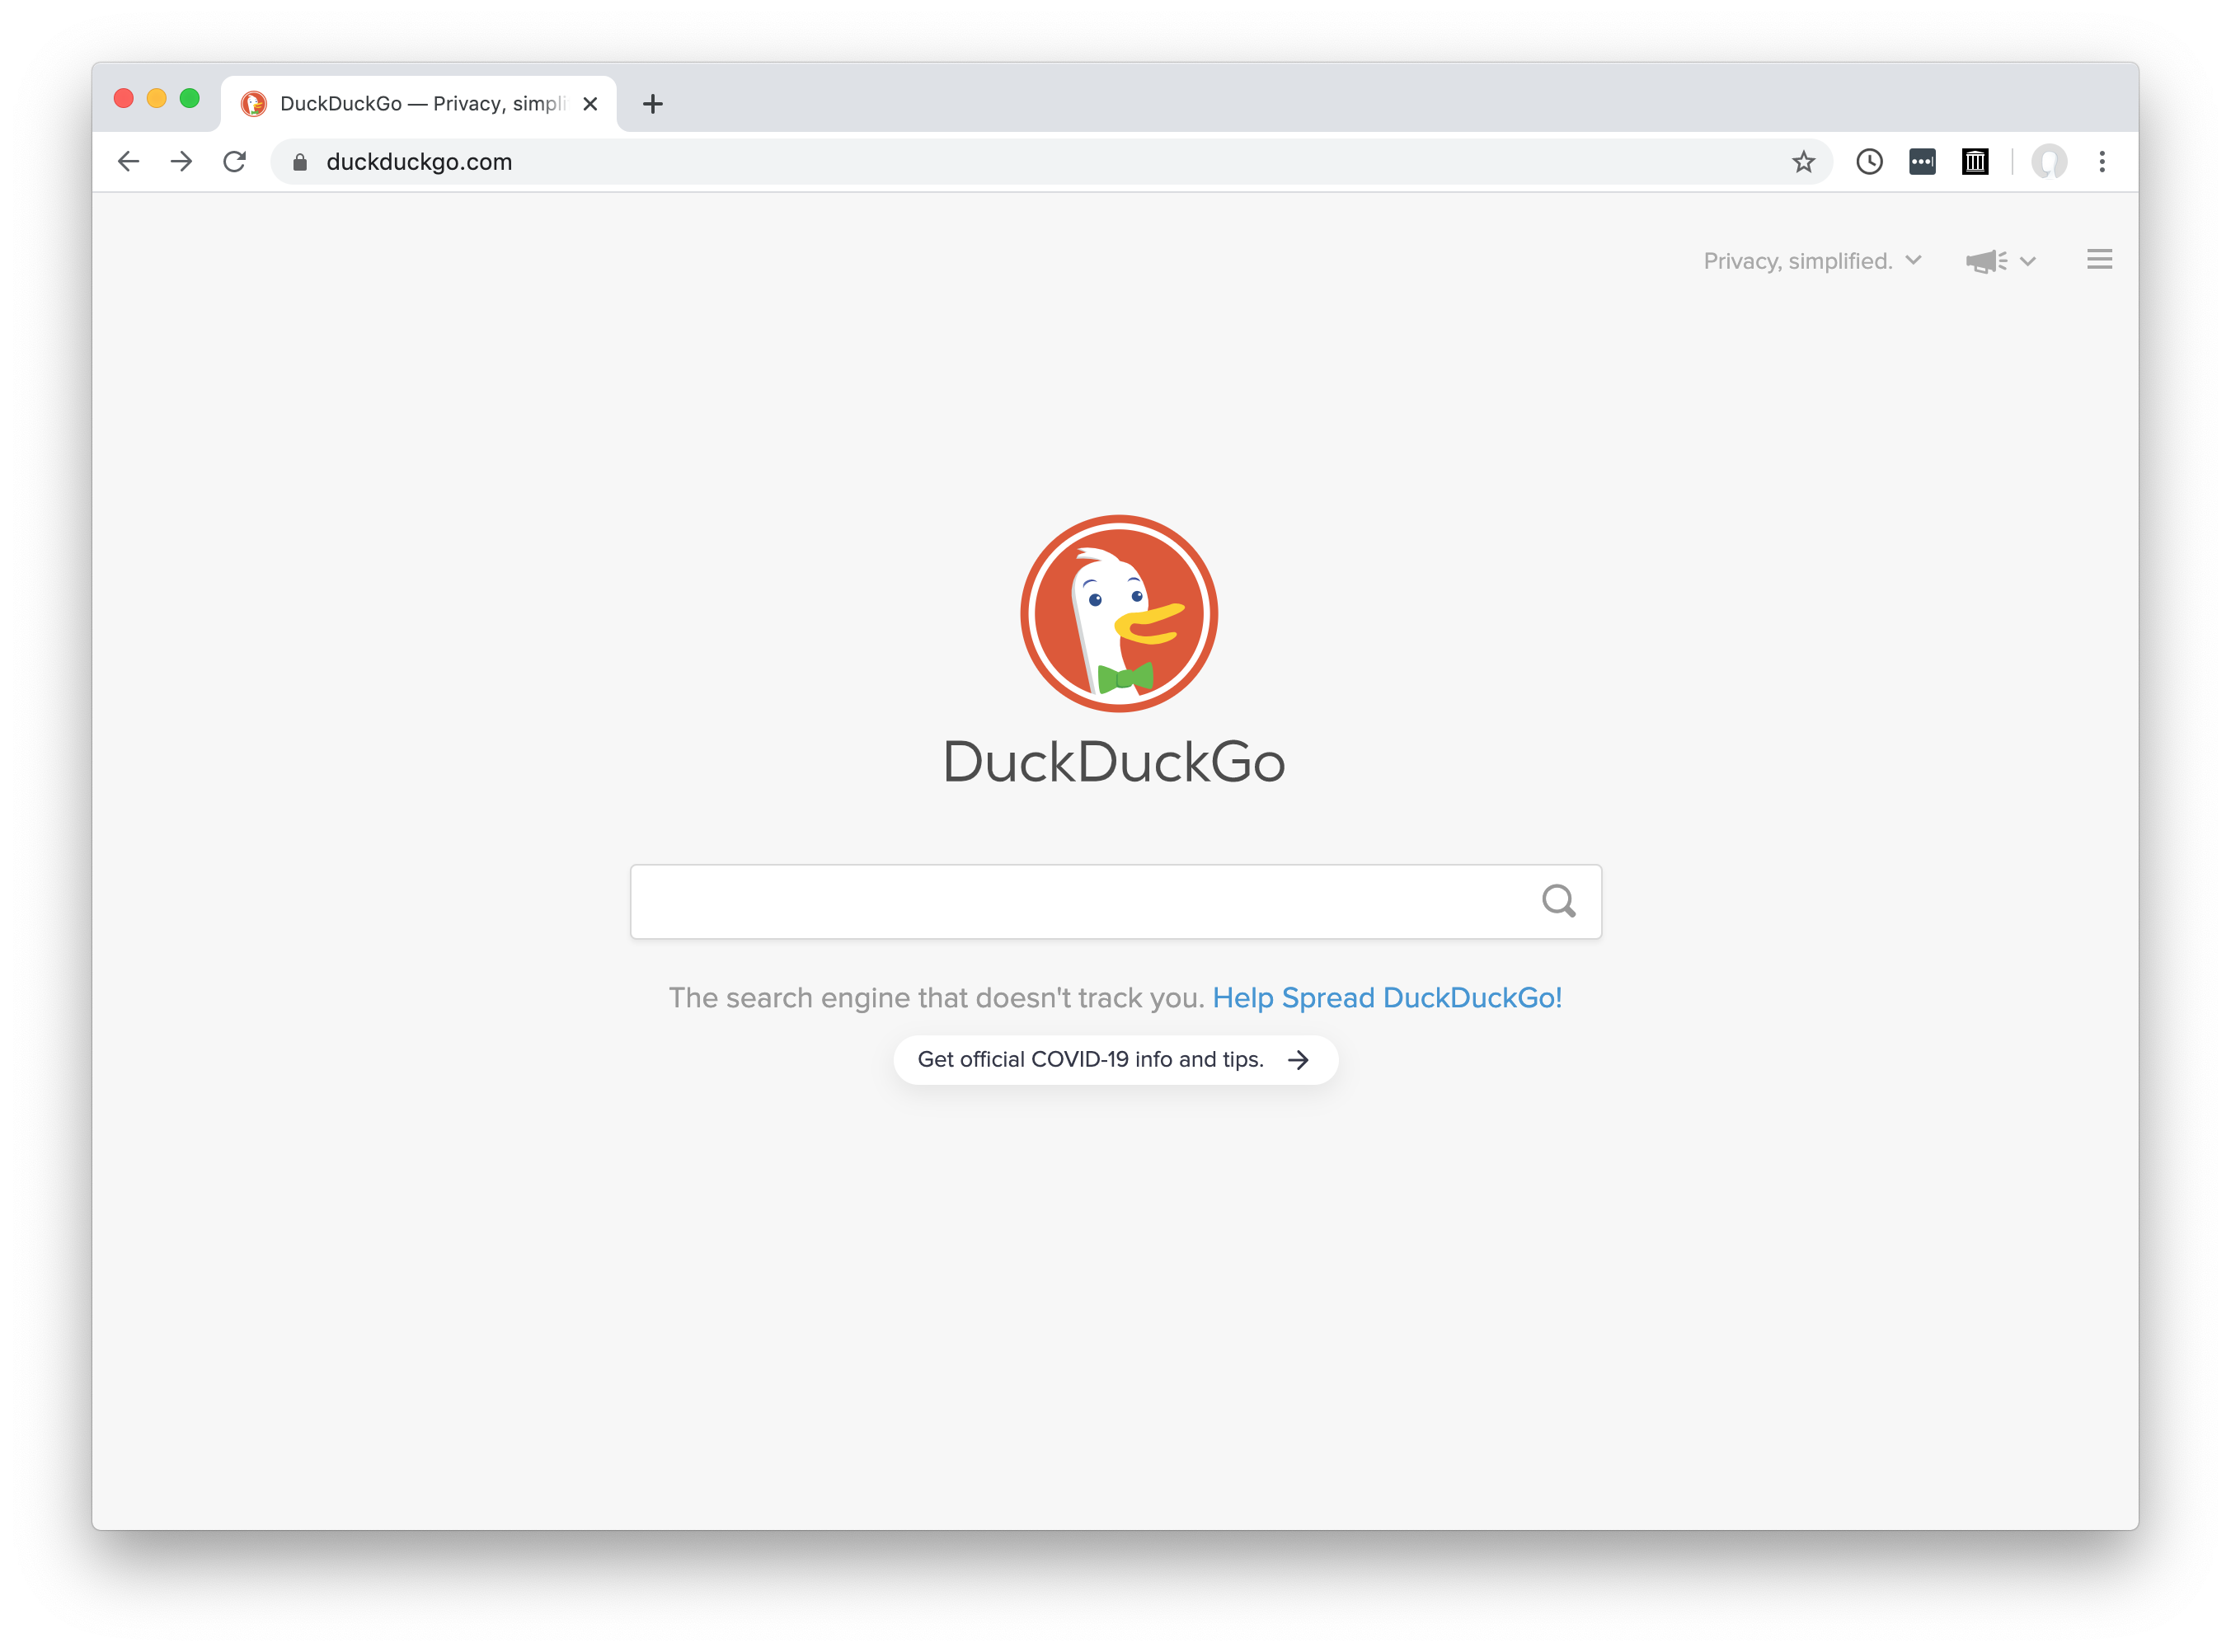 DuckDuckGo — Privacy, simpli
duckduckgo.com
Privacy, simplified.
DuckDuckGo
The search engine that doesn't track you. Help Spread DuckDuckGo!
Get official COVID-19 info and tips.